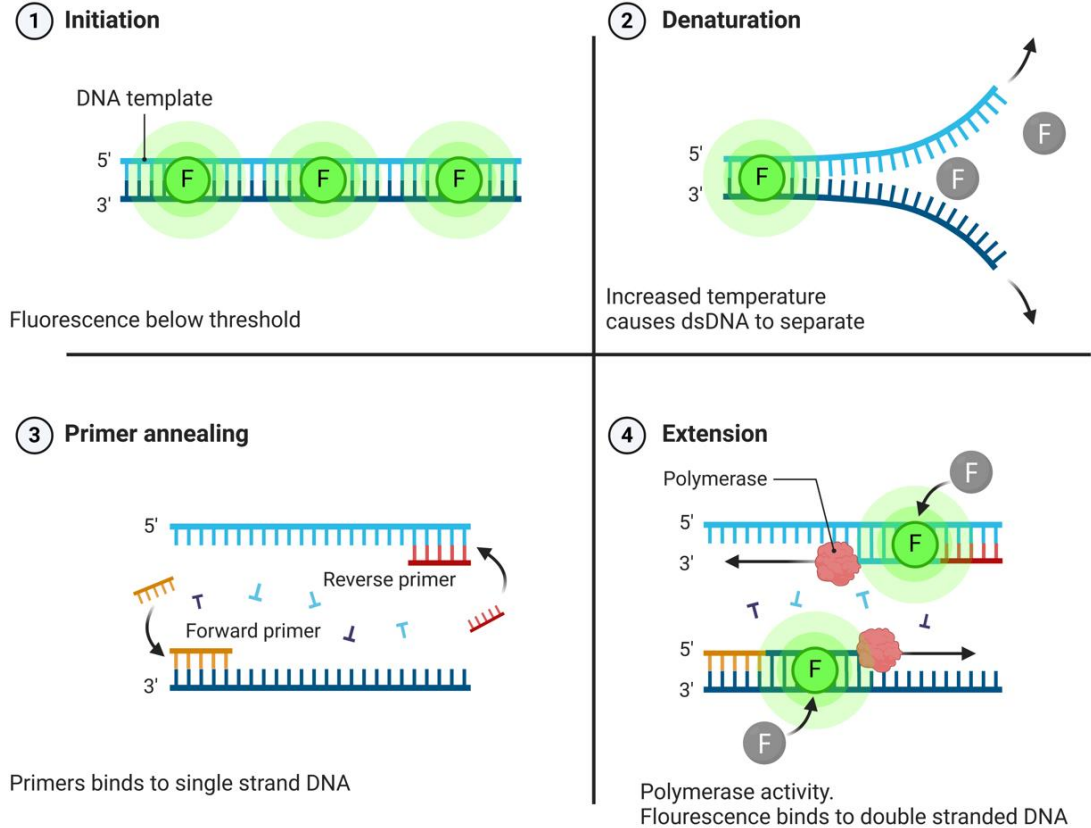 1 Initiation
DNA template
5'
F F F
3'
Fluorescence below threshold
2 Denaturation
F
5'
F F
3'
Increased temperature
causes dsDNA to separate
3 Primer annealing
5'
Reverse primer
Forward primer
3'
Primers binds to single strand DNA
4 Extension
Polymerase
F
5'
F
3'
5'
F
3'
F
Polymerase activity.
Flourescence binds to double stranded DNA